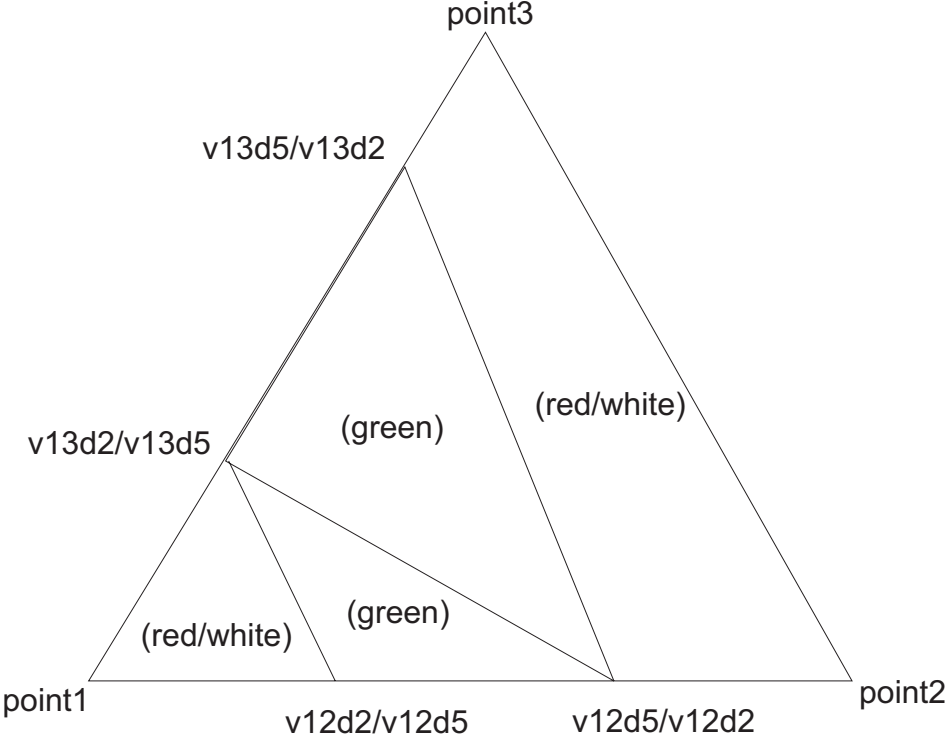 point3
v13d5/v13d2
(red/white)
(green)
v13d2/v13d5
(green)
(red/white)
point1
point2
v12d2/v12d5
v12d5/v12d2